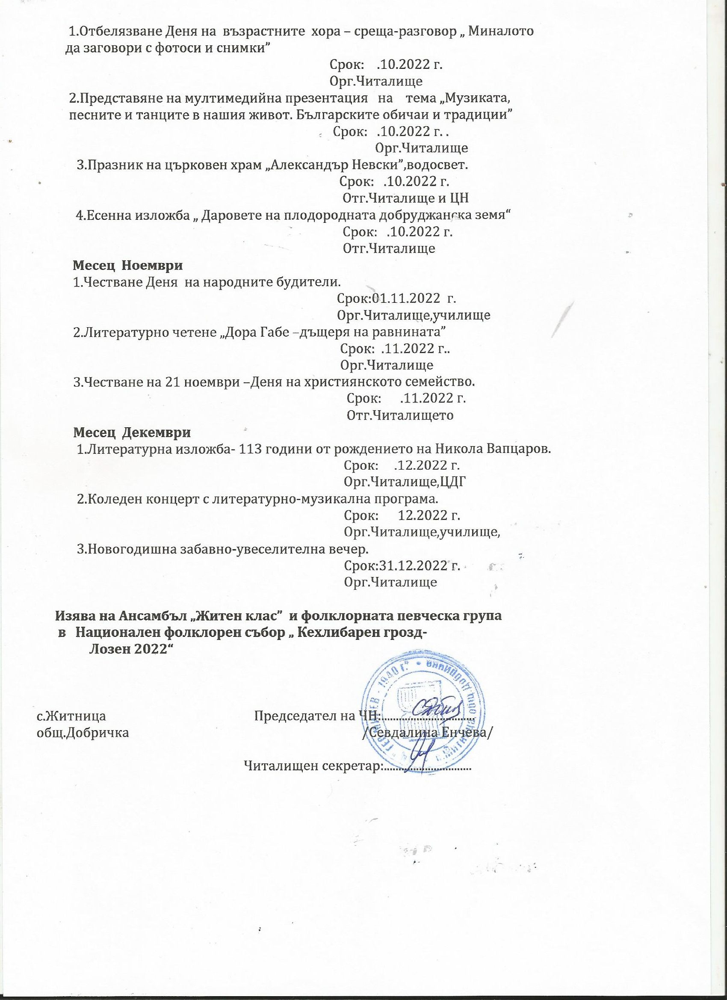 1.Отбелязване Деня на възрастните хора – среща-разговор „ Миналото
да заговори с фотоси и снимки”
Срок: .10.2022 г.
Орг.Читалище
2.Представяне на мултимедийна презентация на тема „Музиката,
песните и танците в нашия живот. Българските обичаи и традиции”
Срок: .10.2022 г. .
Орг.Читалище
3.Празник на църковен храм „Александър Невски”,водосвет.
Срок: .10.2022 г.
Отг.Читалище и ЦН
4.Есенна изложба „ Даровете на плодородната добруджанска земя“
Срок: .10.2022 г.
Отг.Читалище
Месец Ноември
1.Честване Деня на народните будители.
Срок:01.11.2022 г.
Орг.Читалище,училище
2.Литературно четене „Дора Габе –дъщеря на равнината”
Срок: .11.2022 г..
Орг.Читалище
3.Честване на 21 ноември –Деня на християнското семейство.
Срок: .11.2022 г.
Отг.Читалището
Месец Декември
1.Литературна изложба- 113 години от рождението на Никола Вапцаров.
Срок: .12.2022 г.
Орг.Читалище,ЦДГ
2.Коледен концерт с литературно-музикална програма.
Срок: 12.2022 г.
Орг.Читалище,училище,
3.Новогодишна забавно-увеселителна вечер.
Срок:31.12.2022 г.
Орг.Читалище
Изява на Ансамбъл „Житен клас” и фолклорната певческа група
в Национален фолклорен събор „ Кехлибарен грозд-
Лозен 2022“
с.Житница Председател на ЧН:..............................
общ.Добричка /Севдалина Енчева/
Читалищен секретар:..............................
1940 г." • с.Житница, общ.Добричка